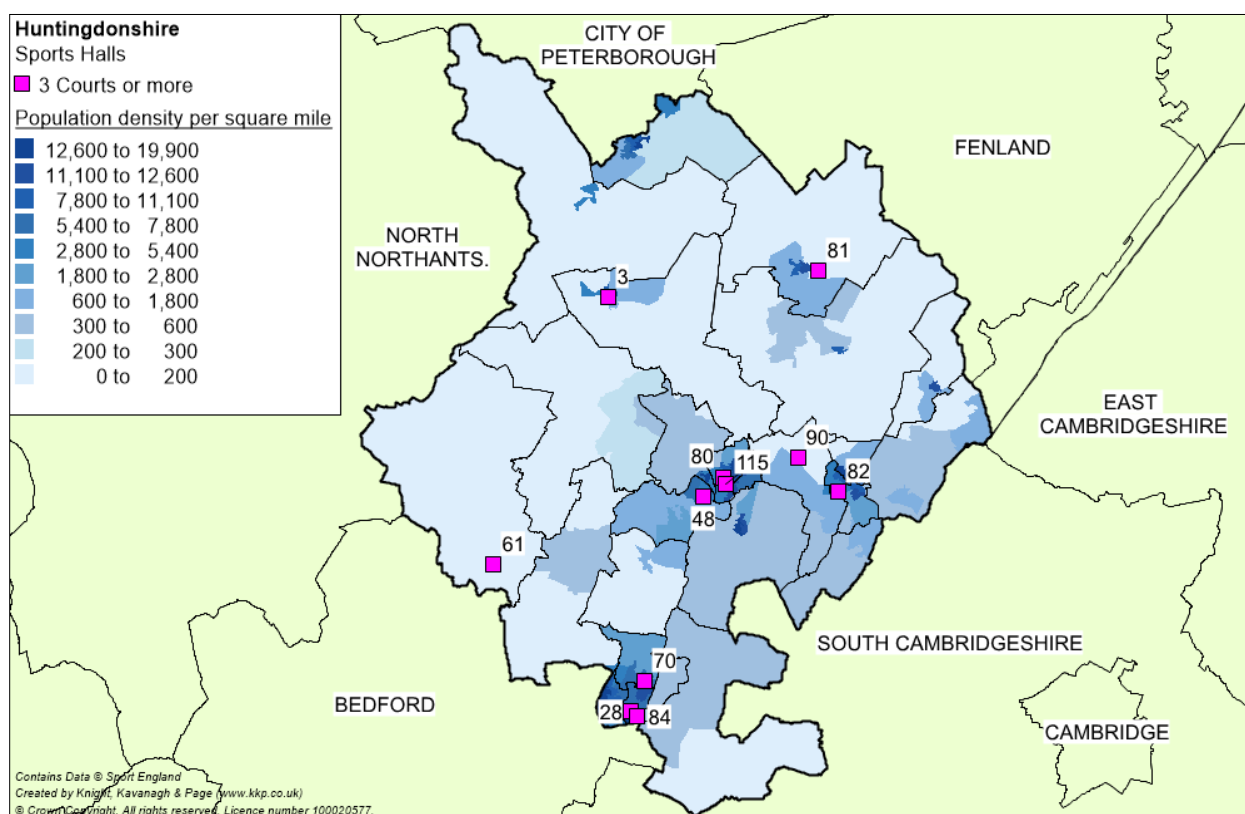 Huntingdonshire
Sports Halls
3 Courts or more
Population density per square mile
12,600 to 19,900
11,100 to 12,600
7,800 to 11,100
5,400 to 7,800
2,800 to 5,400
1,800 to 2,800
600 to 1,800
300 to 600
200 to 300
0 to 200
CITY OF
PETERBOROUGH
FENLAND
NORTH
NORTHANTS.
81
3
EAST
CAMBRIDGESHIRE
90
80
115
82
48
61
SOUTH CAMBRIDGESHIRE
70
BEDFORD
28
84
CAMBRIDGE
Contains Data © Sport England
Created by Knight, Kavanagh & Page (www.kkp.co.uk)
© Crown Copyright. All rights reserved. Licence number 100020577.